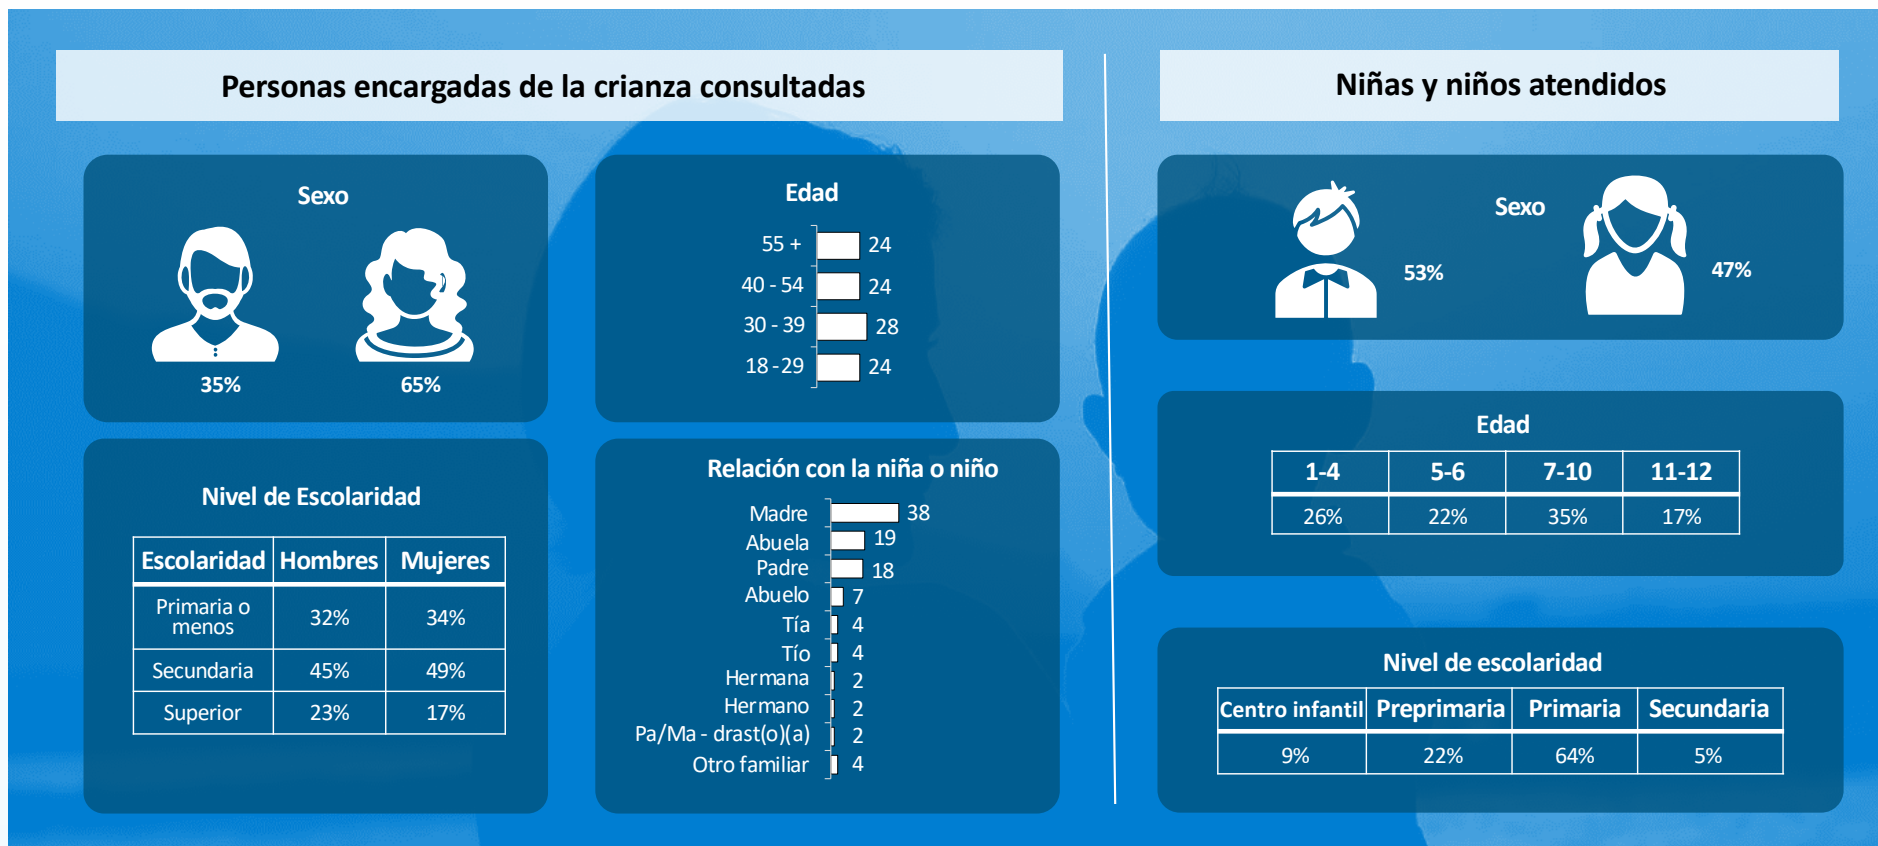 Personas encargadas de la crianza consultadas
Sexo
35%
65%
Edad
55 + 24
40 - 54 24
30 - 39 28
18 -29 24
Nivel de Escolaridad
Escolaridad Hombres Mujeres
Primaria o
menos 32% 34%
Secundaria 45% 49%
Superior 23% 17%
Relación con la niña o niño
Madre 38
Abuela 19
Padre 18
Abuelo 7
Tía 4
Tío 4
Hermana 2
Hermano 2
Pa/Ma - drast(o)(a) 2
Otro familiar 4
Niñas y niños atendidos
Sexo
53%
47%
Edad
1-4 5-6 7-10 11-12
26% 22% 35% 17%
Nivel de escolaridad
Centro infantil Preprimaria Primaria Secundaria
9% 22% 64% 5%